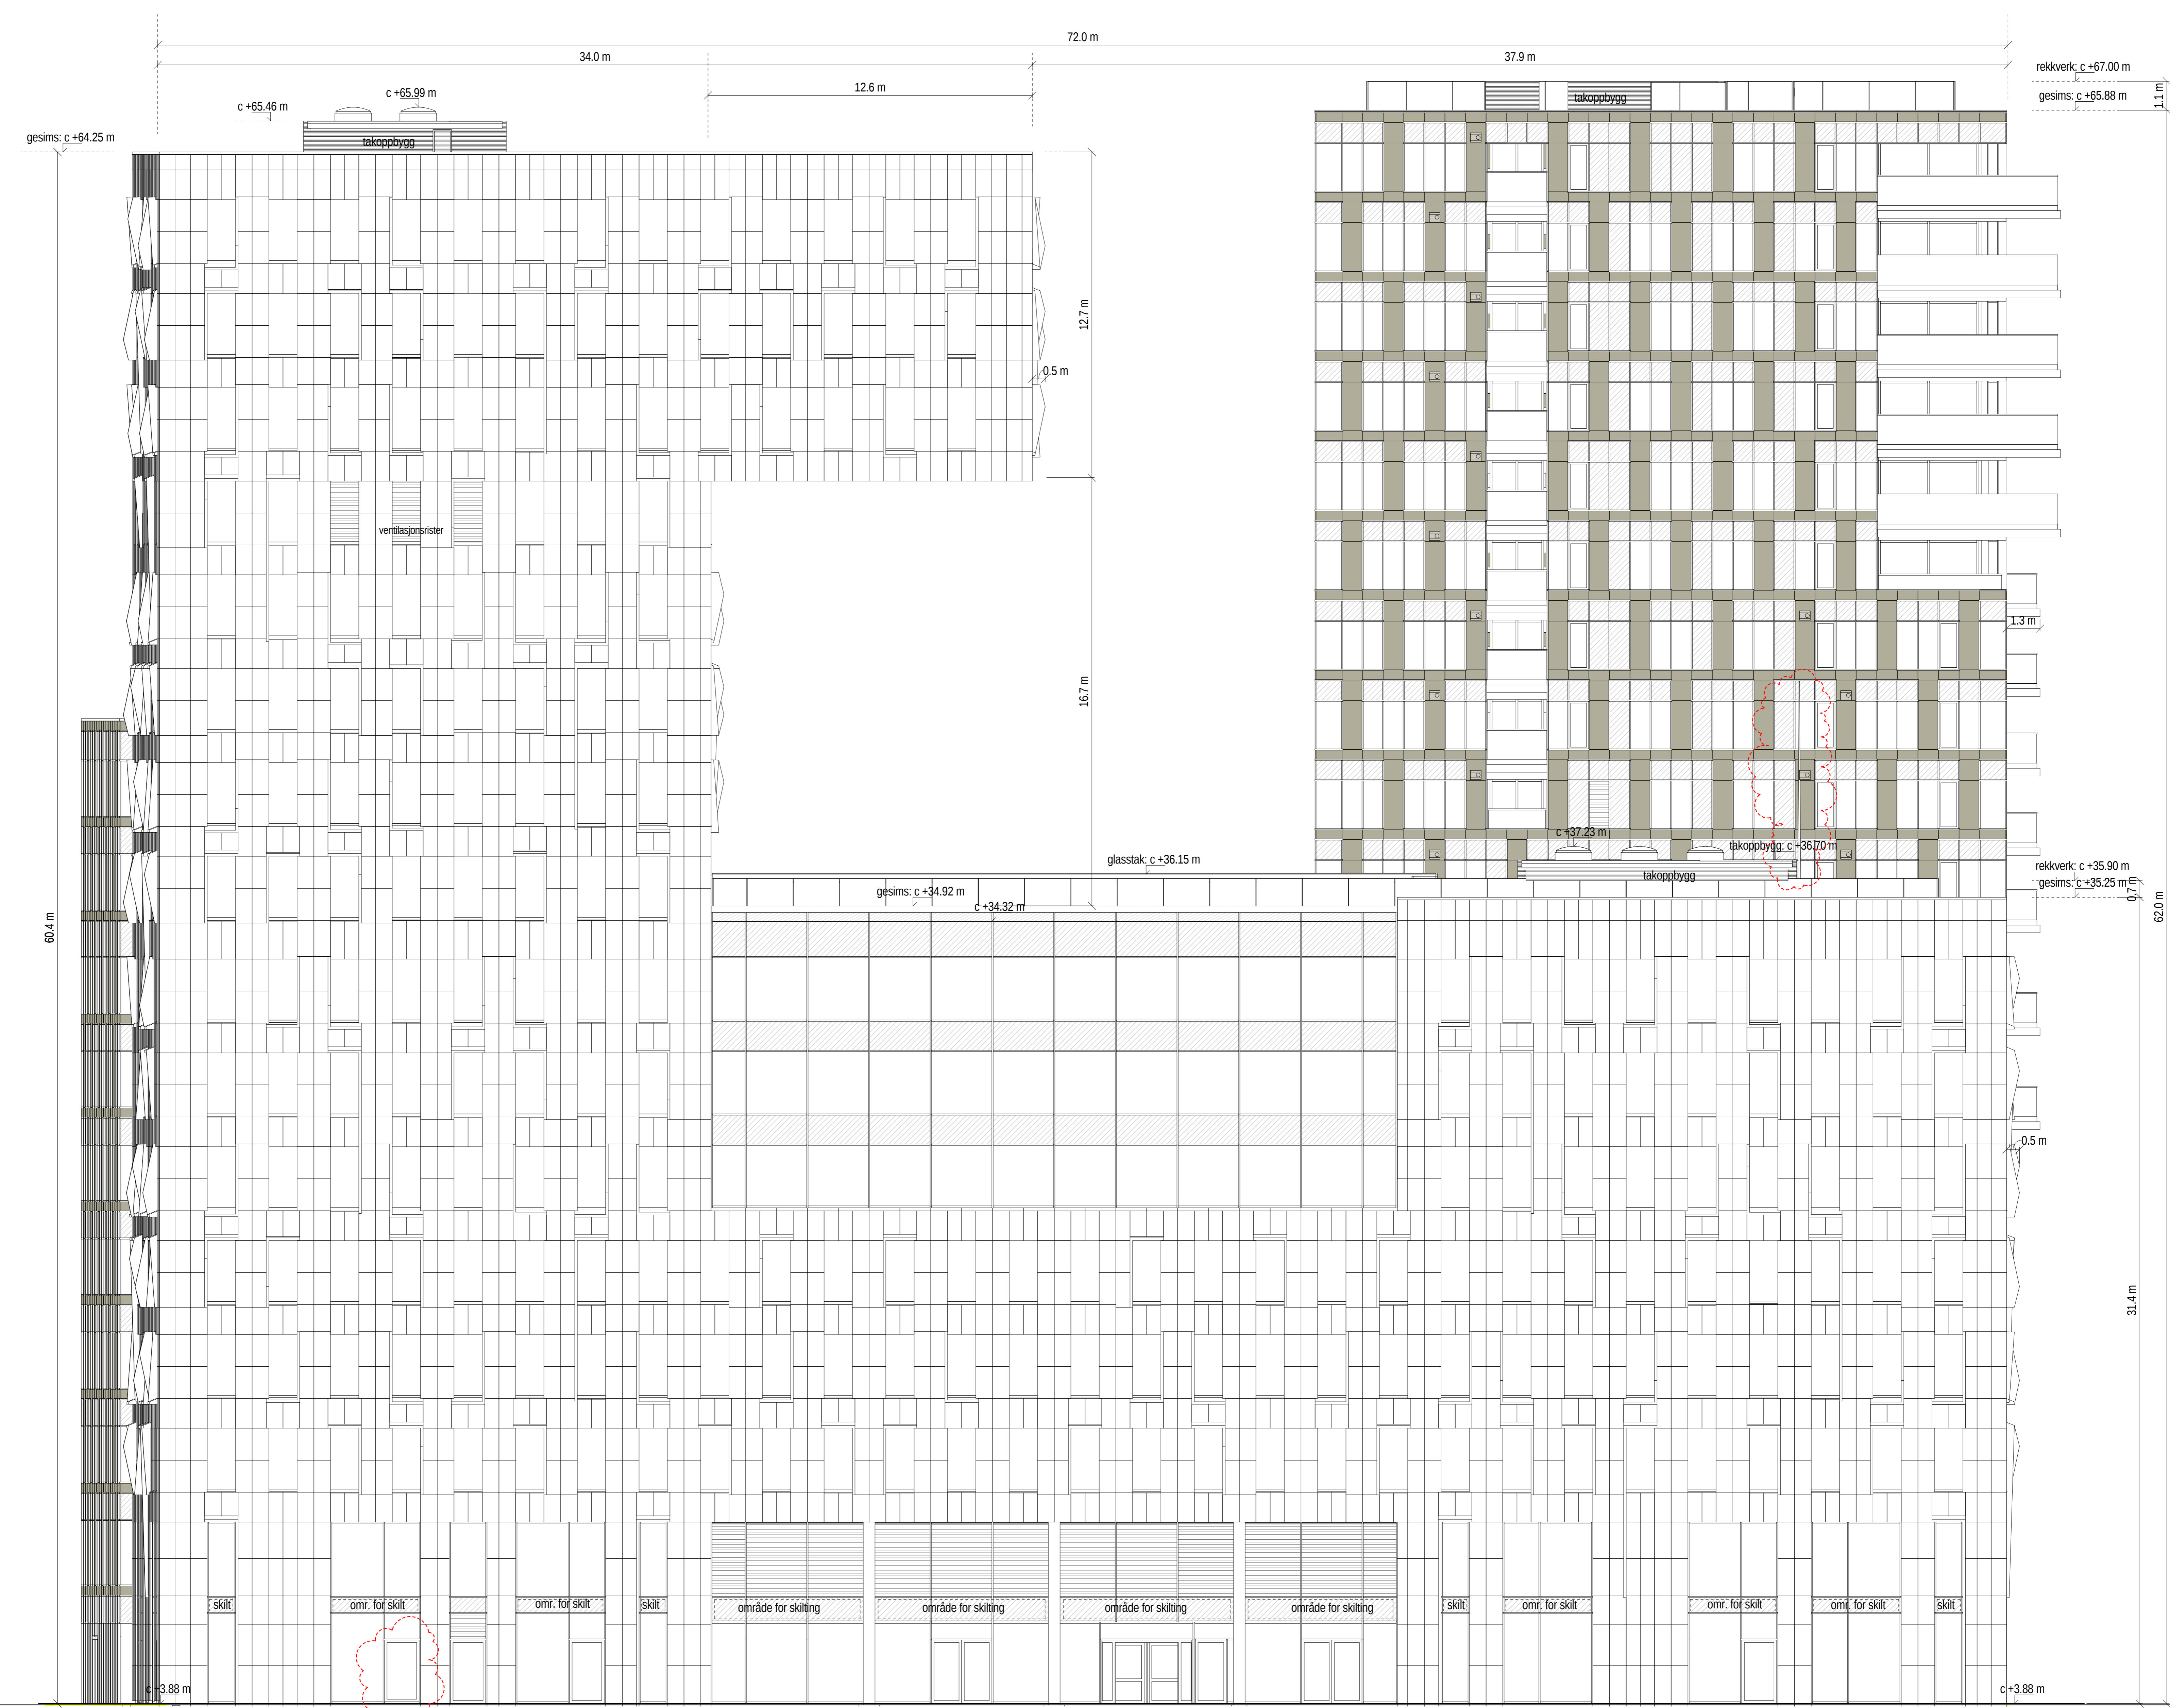 72.0 m
34.0 m
37.9 m
12.6 m
rekkverk: c +67.00 m
gesims: c +65.88 m
1.1 m
c +65.99 m
c +65.46 m
takoppbygg
gesims: c +64.25 m
takoppbygg
12.7 m
0.5 m
ventilasjonsrister
1.3 m
16.7 m
c +37.23 m
takoppbygg: c +36.70 m
glasstak: c +36.15 m
rekkverk: c +35.90 m
takoppbygg
gesims: c +35.25 m
0.7 m
gesims: c +34.92 m
c +34.32 m
60.4 m
62.0 m
0.5 m
31.4 m
skilt
omr. for skilt
omr. for skilt
skilt
område for skilting
område for skilting
område for skilting
område for skilting
skilt
omr. for skilt
omr. for skilt
omr. for skilt
skilt
c +3.88 m
c +3.88 m